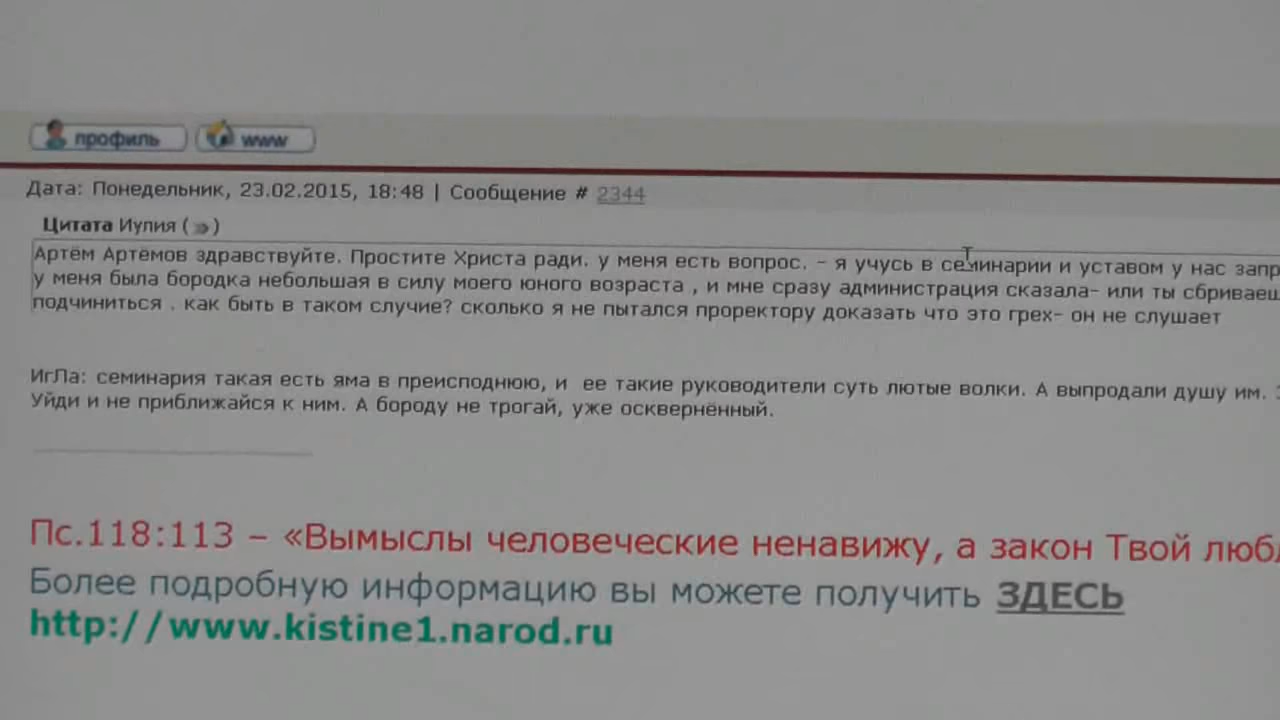 профиль www
Дата: Понедельник, 23.02.2015, 18:48 | Сообщение # 2344
Цитата Иулия ( )
Артём Артёмов здравствуйте. Простите Христа ради. у меня есть вопрос. - я учусь в семинарии и уставом у нас запр
у меня была бородка небольшая в силу моего юного возраста , и мне сразу администрация сказала- или ты сбриваеш
подчиниться . как быть в таком случие? сколько я не пытался проректору доказать что это грех- он не слушает
ИгЛа: семинария такая есть яма в преисподнюю, и ее такие руководители суть лютые волки. А выпродали душу им.
Уйди и не приближайся к ним. А бороду не трогай, уже осквернённый.
Пс.118:113 – «Вымыслы человеческие ненавижу, а закон Твой любл
Более подробную информацию вы можете получить ЗДЕСЬ
http://www.kistine1.narod.ru